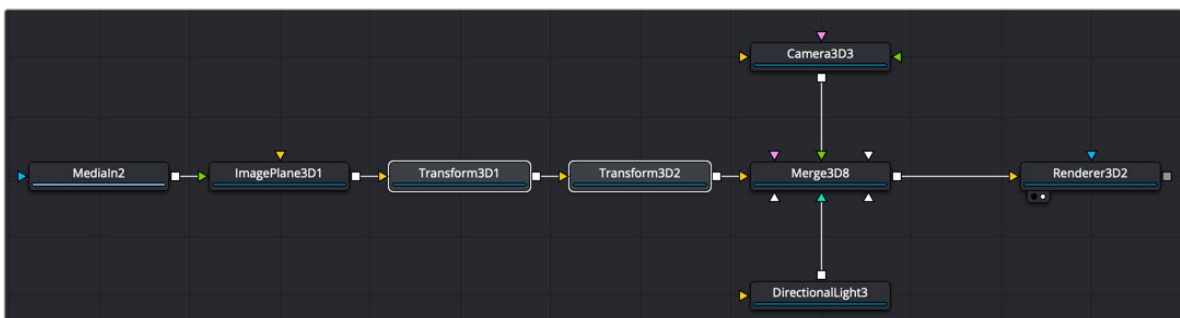 Camera3D3
MediaIn2
ImagePlane3D1
Transform3D1
Transform3D2
Merge3D8
Renderer3D2
DirectionalLight3